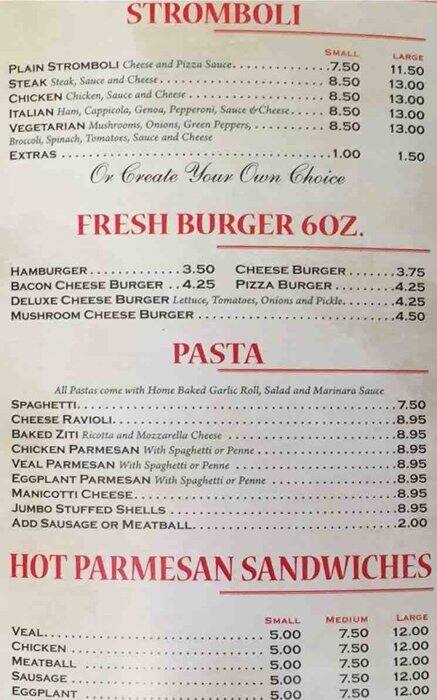 STROMBOLI
SMALL LARGE
PLAIN STROMBOLI Cheese and Pizza Sauce. 7.50 11.50
STEAK Steak, Sauce and Cheese 8.50 13.00
CHICKEN Chicken, Sauce and Cheese 8.50 13.00
ITALIAN Ham, Cappicola, Genoa, Pepperoni, Sauce & Cheese 8.50 13.00
VEGETARIAN Mushrooms, Onions, Green Peppers, 8.50 13.00
Broccoli, Spinach, Tomatoes, Sauce and Cheese
EXTRAS 1.00 1.50
Or Create Your Own Choice
FRESH BURGER 6OZ.
HAMBURGER 3.50 CHEESE BURGER 3.75
BACON CHEESE BURGER 4.25 PIZZA BURGER 4.25
DELUXE CHEESE BURGER Lettuce, Tomatoes, Onions and Pickle. 4.25
MUSHROOM CHEESE BURGER 4.50
PASTA
All Pastas come with Home Baked Garlic Roll, Salad and Marinara Sauce
SPAGHETTI 7.50
CHEESE RAVIOLI 8.95
BAKED ZITI Ricotta and Mozzarella Cheese 8.95
CHICKEN PARMESAN With Spaghetti or Penne 8.95
VEAL PARMESAN With Spaghetti or Penne 8.95
EGGPLANT PARMESAN With Spaghetti or Penne 8.95
MANICOTTI CHEESE 8.95
JUMBO STUFFED SHELLS 8.95
ADD SAUSAGE OR MEATBALL 2.00
HOT PARMESAN SANDWICHES
SMALL MEDIUM LARGE
VEAL 5.00 7.50 12.00
CHICKEN 5.00 7.50 12.00
MEATBALL 5.00 7.50 12.00
SAUSAGE 5.00 7.50 12.00
EGGPLANT 5.00 7.50 12.00